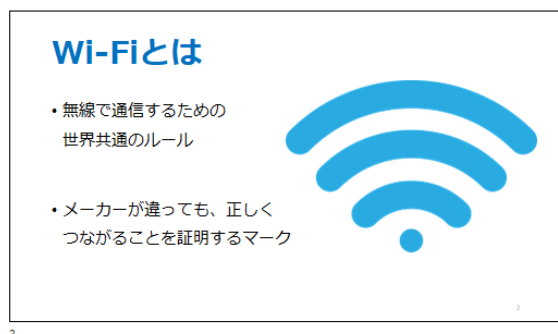 Wi-Fiとは
• 無線で通信するための
世界共通のルール
• メーカーが違っても、正しく
つながることを証明するマーク
2